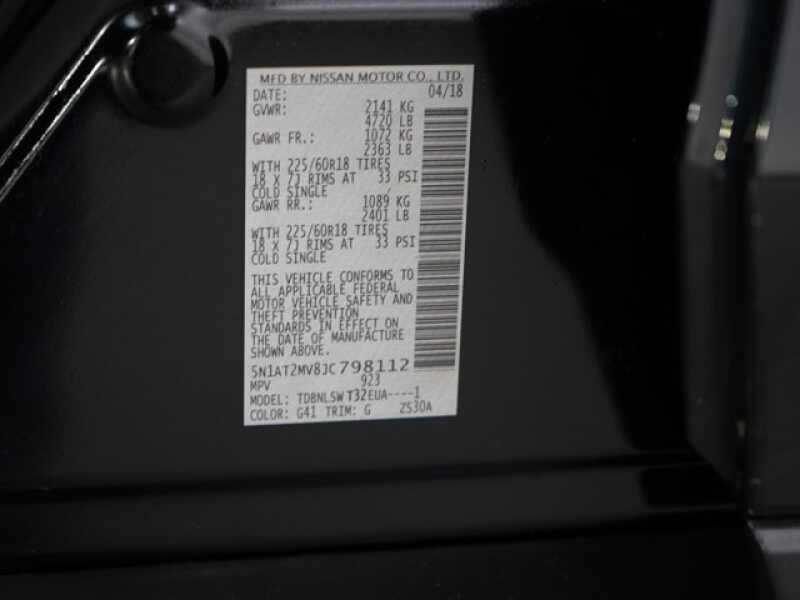 MFD BY NISSAN MOTOR CO., LTD.
DATE: 04/18
GVWR: 2141 KG
4720 LB
GAWR FR.: 1072 KG
2363 LB
WITH 225/60R18 TIRES
18 X 7J RIMS AT 33 PSI
COLD SINGLE
GAWR RR.: 1089 KG
2401 LB
WITH 225/60R18 TIRES
18 X 7J RIMS AT 33 PSI
COLD SINGLE
THIS VEHICLE CONFORMS TO
ALL APPLICABLE FEDERAL
MOTOR VEHICLE SAFETY AND
THEFT PREVENTION
STANDARDS IN EFFECT ON
THE DATE OF MANUFACTURE
SHOWN ABOVE.
5N1AT2MV8JC798112
MPV 923
MODEL: TDBNLSW T32EUA----1
COLOR: G41 TRIM: G ZS30A